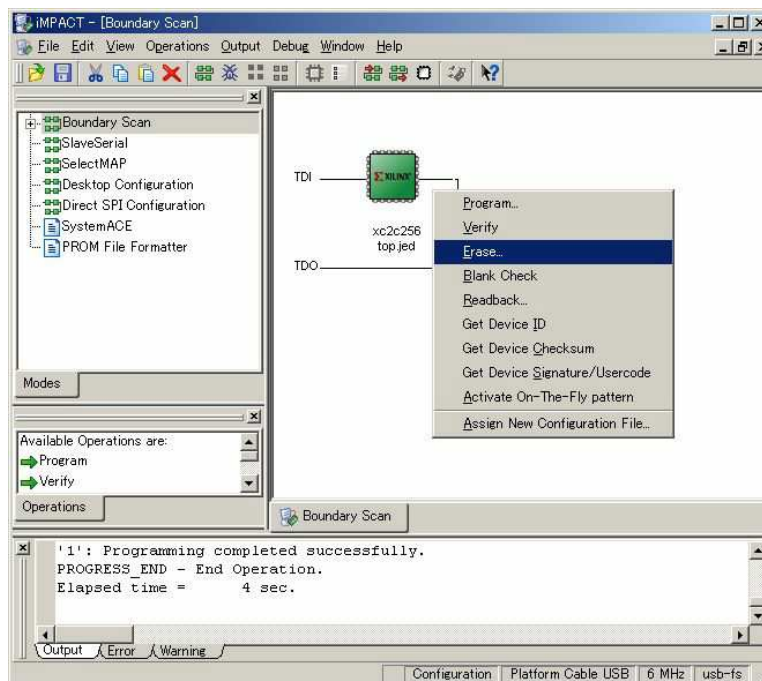 iMPACT - [Boundary Scan]
File Edit View Operations Output Debug Window Help
Boundary Scan
SlaveSerial
SelectMAP
Desktop Configuration
Direct SPI Configuration
SystemACE
PROM File Formatter
Modes
Available Operations are:
Program
Verify
Operations
TDI
XILINX
xc2c256
top.jed
TDO
Program...
Verify
Erase...
Blank Check
Readback...
Get Device ID
Get Device Checksum
Get Device Signature/Usercode
Activate On-The-Fly pattern
Assign New Configuration File...
Boundary Scan
'1': Programming completed successfully.
PROGRESS_END - End Operation.
Elapsed time = 4 sec.
Output Error Warning
Configuration Platform Cable USB 6 MHz usb-fs